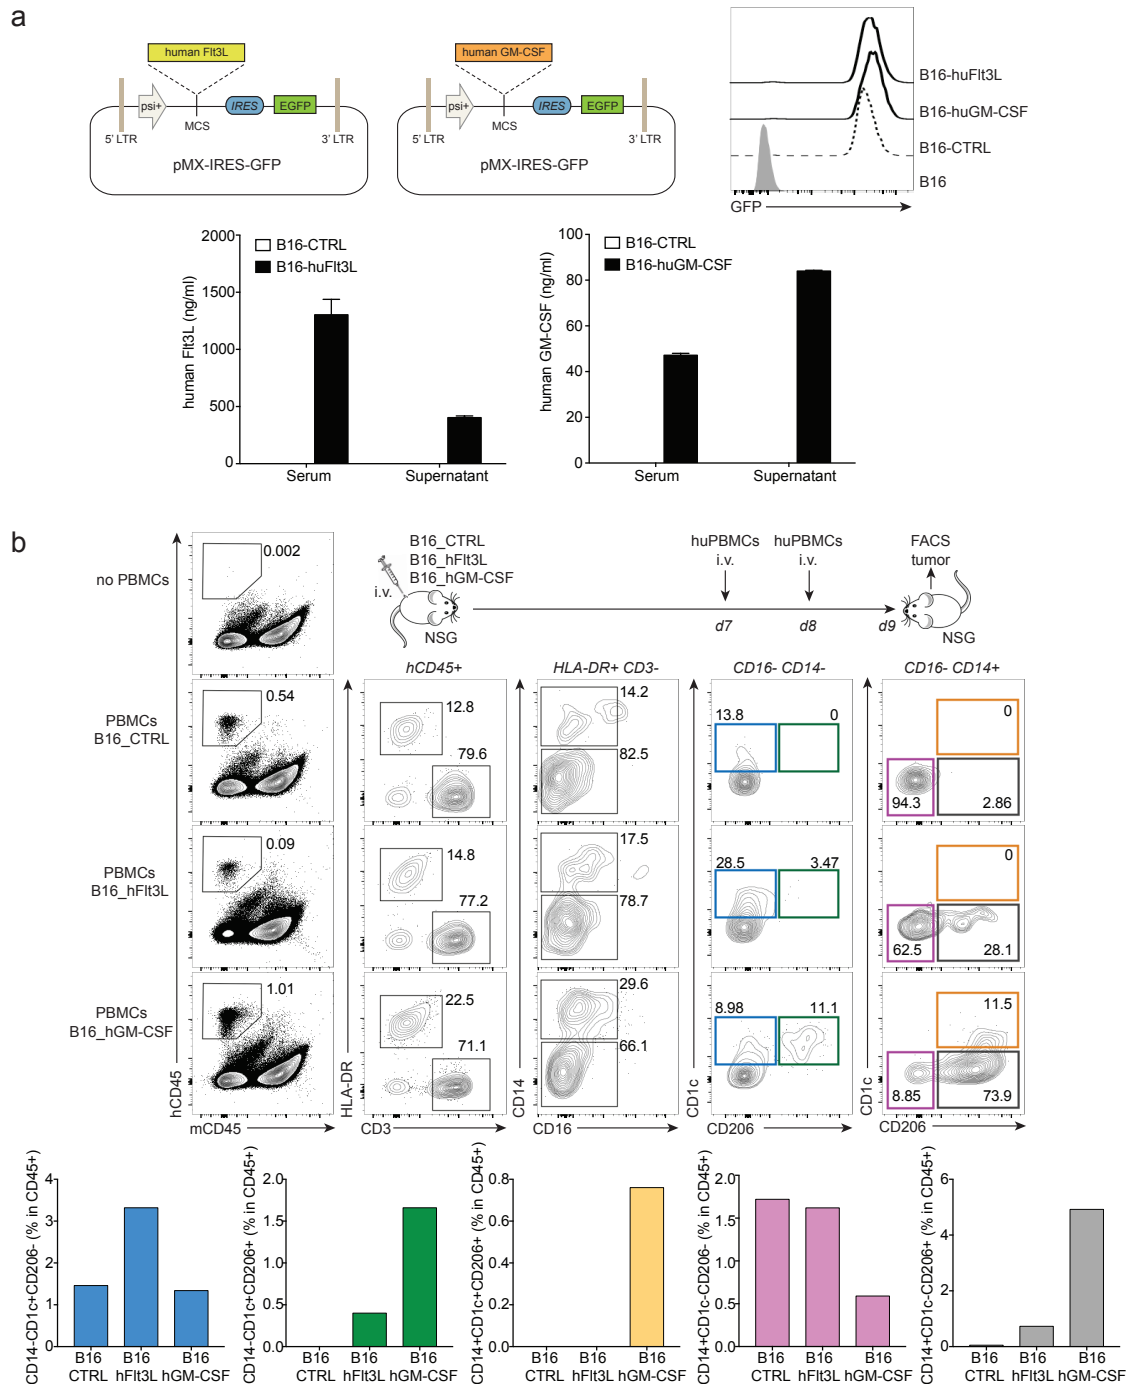 a
human Flt3L
psi+
IRES
EGFP
5' LTR
MCS
3' LTR
pMX-IRES-GFP
human GM-CSF
psi+
IRES
EGFP
5' LTR
MCS
3' LTR
pMX-IRES-GFP
B16-huFlt3L
B16-huGM-CSF
B16-CTRL
B16
GFP
human Flt3L (ng/ml)
2000
1500
1000
500
0
B16-CTRL
B16-huFlt3L
Serum
Supernatant
human GM-CSF (ng/ml)
100
80
60
40
20
0
B16-CTRL
B16-huGM-CSF
Serum
Supernatant
b
no PBMCs
0.002
B16_CTRL
B16_hFlt3L
B16_hGM-CSF
i.v.
NSG
huPBMCs
i.v.
huPBMCs
i.v.
FACS
tumor
d7
d8
d9
NSG
hCD45+
HLA-DR+ CD3-
CD16- CD14-
CD16- CD14+
PBMCs
B16_CTRL
0.54
12.8
79.6
14.2
82.5
13.8
0
0
94.3
2.86
PBMCs
B16_hFlt3L
0.09
14.8
77.2
17.5
78.7
28.5
3.47
0
62.5
28.1
PBMCs
B16_hGM-CSF
1.01
22.5
71.1
29.6
66.1
8.98
11.1
11.5
8.85
73.9
hCD45
mCD45
HLA-DR
CD3
CD14
CD16
CD1c
CD206
CD1c
CD206
CD14-CD1c+CD206- (% in CD45+)
4
3
2
1
0
B16
CTRL
B16
hFlt3L
B16
hGM-CSF
CD14-CD1c+CD206+ (% in CD45+)
2.0
1.5
1.0
0.5
0.0
B16
CTRL
B16
hFlt3L
B16
hGM-CSF
CD14+CD1c+CD206+ (% in CD45+)
0.8
0.6
0.4
0.2
0.0
B16
CTRL
B16
hFlt3L
B16
hGM-CSF
CD14+CD1c-CD206- (% in CD45+)
2.0
1.5
1.0
0.5
0.0
B16
CTRL
B16
hFlt3L
B16
hGM-CSF
CD14+CD1c-CD206+ (% in CD45+)
6
4
2
0
B16
CTRL
B16
hFlt3L
B16
hGM-CSF